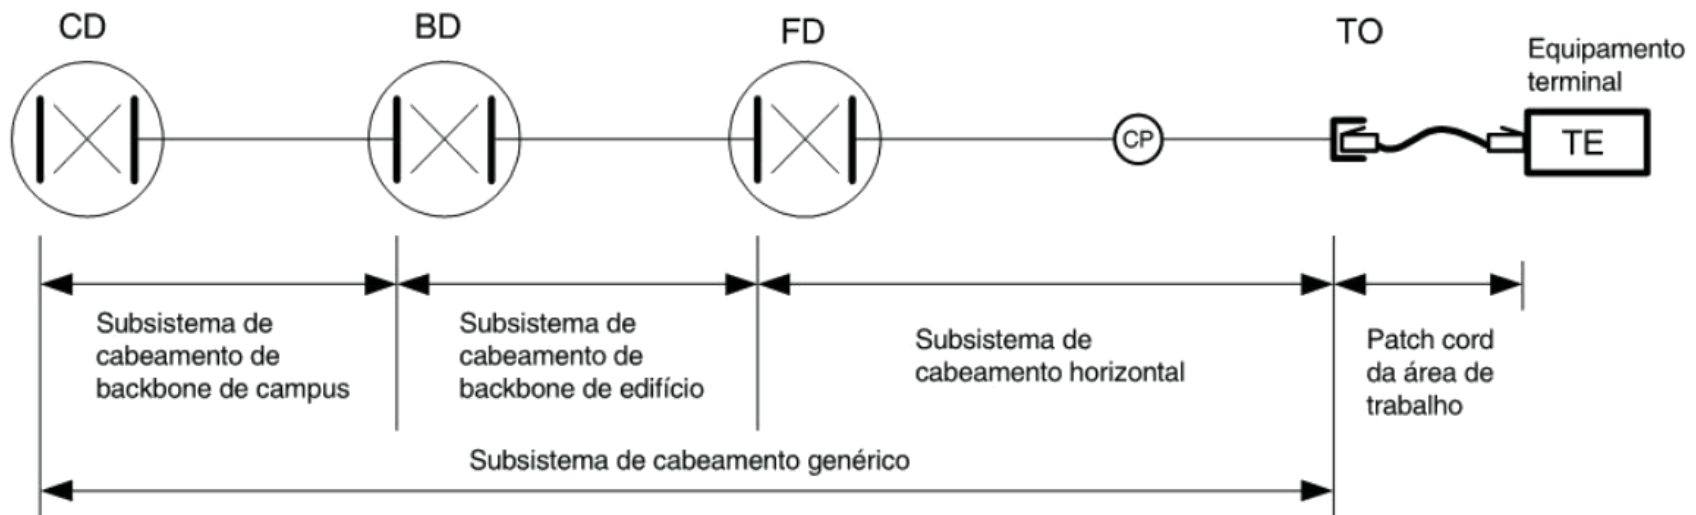 CD
BD
FD
TO
Equipamento
terminal
CP
TE
Subsistema de
cabeamento de
backbone de campus
Subsistema de
cabeamento de
backbone de edifício
Subsistema de
cabeamento horizontal
Patch cord
da área de
trabalho
Subsistema de cabeamento genérico